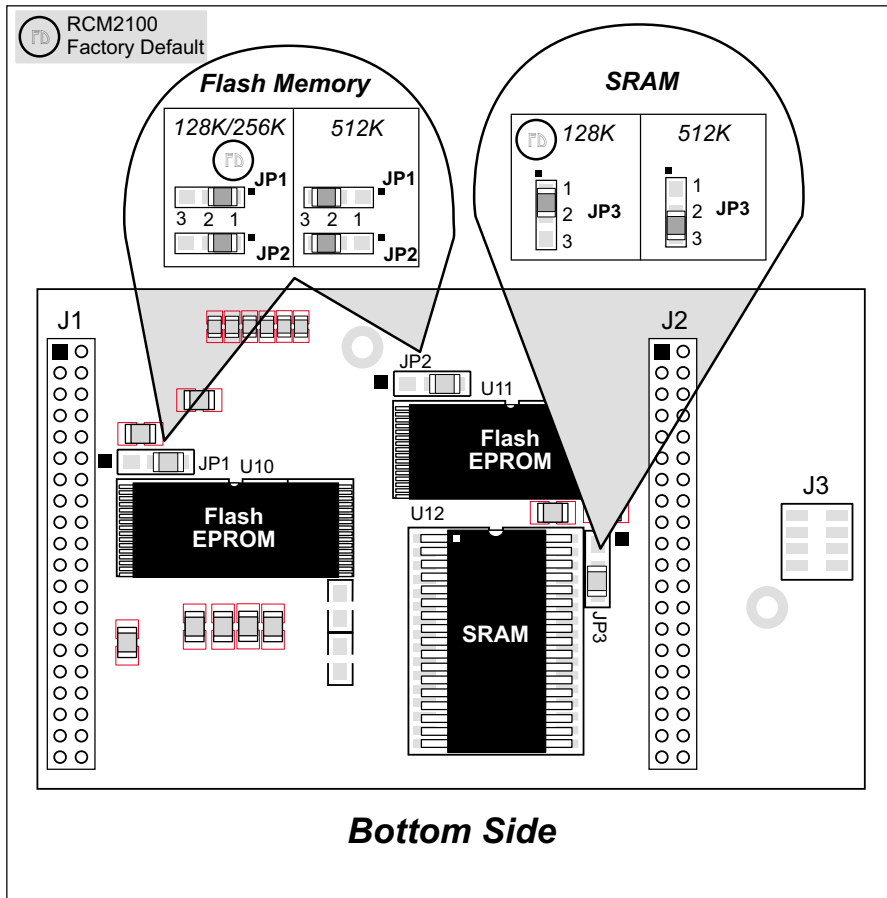 FD
RCM2100
Factory Default
Flash Memory
128K/256K
512K
FD
JP1
JP1
3 2 1
3 2 1
JP2
JP2
SRAM
FD
128K
512K
1
2
3
JP3
1
2
3
JP3
J1
J2
J3
JP2
U11
Flash
EPROM
JP1
U10
Flash
EPROM
U12
SRAM
JP3
Bottom Side